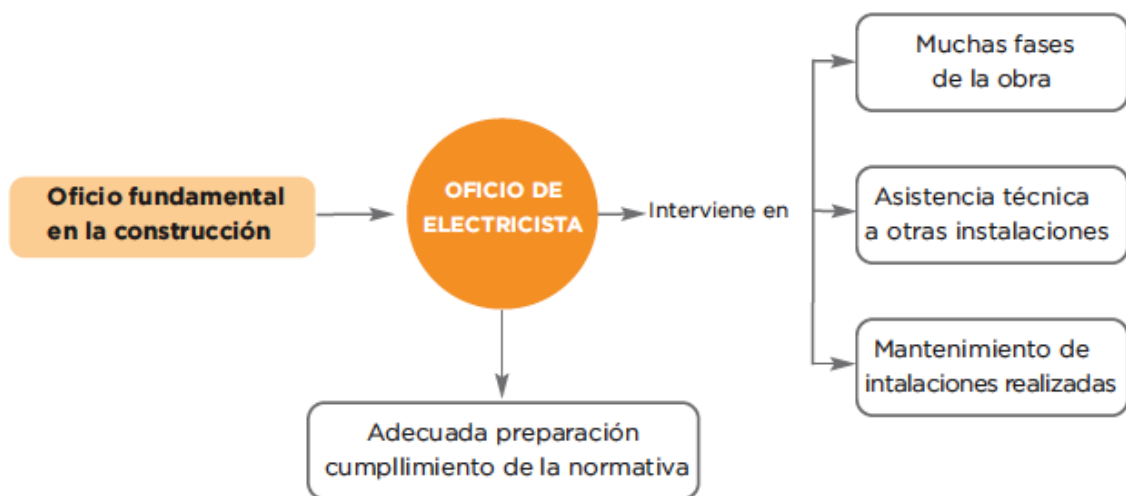 Oficio fundamental
en la construcción
OFICIO DE
ELECTRICISTA
Interviene en
Muchas fases
de la obra
Asistencia técnica
a otras instalaciones
Mantenimiento de
intalaciones realizadas
Adecuada preparación
cumpllimiento de la normativa